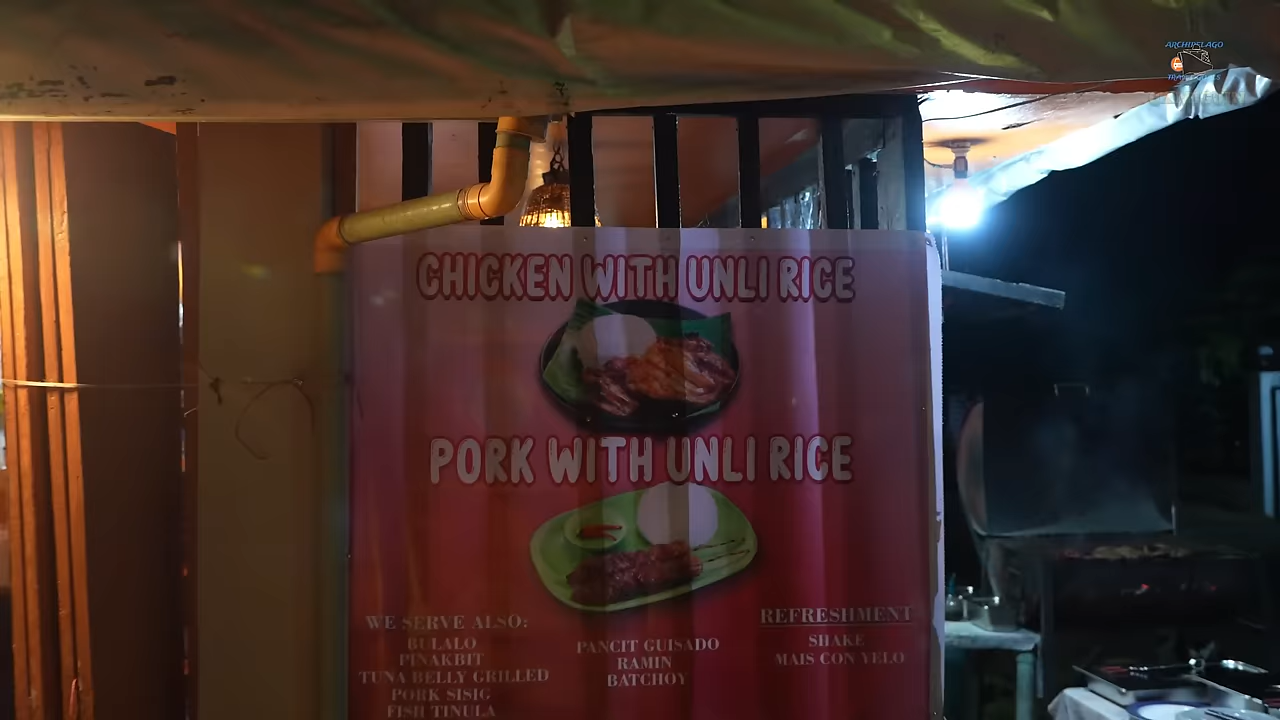 ARCHIPELAGO
CHICKEN WITH UNLI RICE
PORK WITH UNLI RICE
WE SERVE ALSO:
BULALO
PINAKBIT
TUNA BELLY GRILLED
PORK SISIG
FISH TINULA
PANCIT GUISADO
RAMIN
BATCHOY
REFRESHMENT
SHAKE
MAIS CON YELO